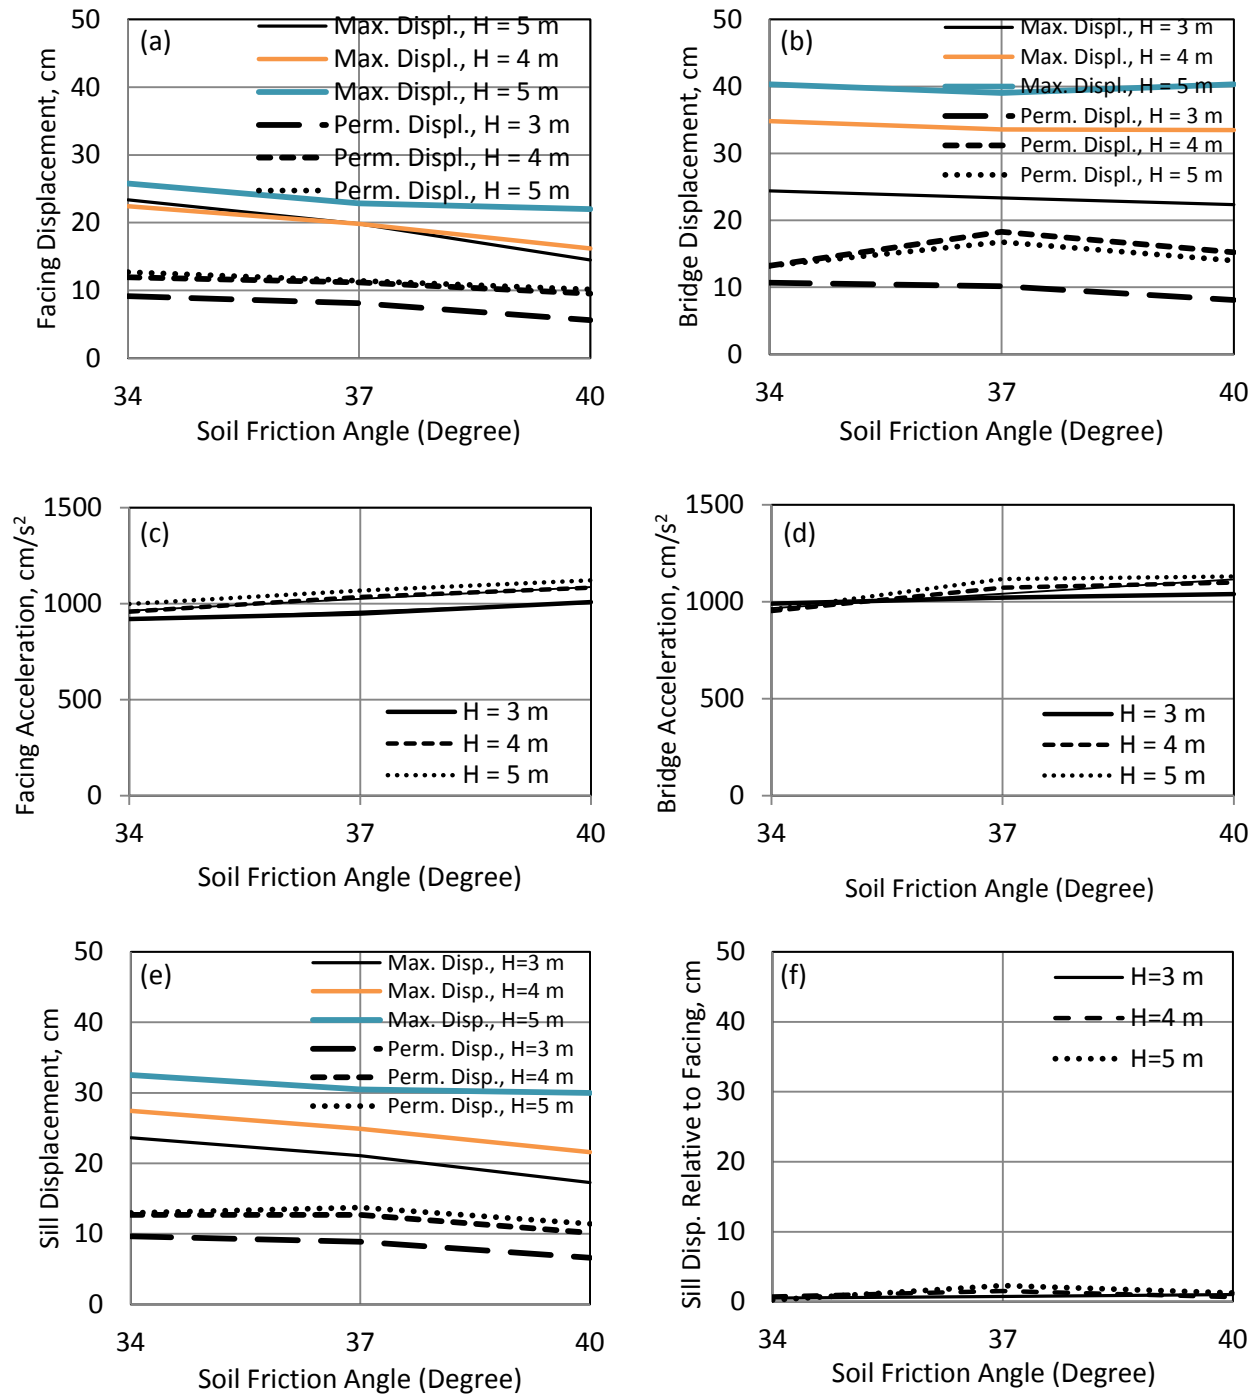 (a)
Facing Displacement, cm
50
40
30
20
10
0
Max. Displ., H = 5 m
Max. Displ., H = 4 m
Max. Displ., H = 5 m
Perm. Displ., H = 3 m
Perm. Displ., H = 4 m
Perm. Displ., H = 5 m
34
37
40
Soil Friction Angle (Degree)
(b)
Bridge Displacement, cm
50
40
30
20
10
0
Max. Displ., H = 3 m
Max. Displ., H = 4 m
Max. Displ., H = 5 m
Perm. Displ., H = 3 m
Perm. Displ., H = 4 m
Perm. Displ., H = 5 m
34
37
40
Soil Friction Angle (Degree)
(c)
Facing Acceleration, cm/s²
1500
1000
500
0
H = 3 m
H = 4 m
H = 5 m
34
37
40
Soil Friction Angle (Degree)
(d)
Bridge Acceleration, cm/s²
1500
1000
500
0
H = 3 m
H = 4 m
H = 5 m
34
37
40
Soil Friction Angle (Degree)
(e)
Sill Displacement, cm
50
40
30
20
10
0
Max. Disp., H=3 m
Max. Disp., H=4 m
Max. Disp., H=5 m
Perm. Disp., H=3 m
Perm. Disp., H=4 m
Perm. Disp., H=5 m
34
37
40
Soil Friction Angle (Degree)
(f)
Sill Disp. Relative to Facing, cm
50
40
30
20
10
0
H=3 m
H=4 m
H=5 m
34
37
40
Soil Friction Angle (Degree)